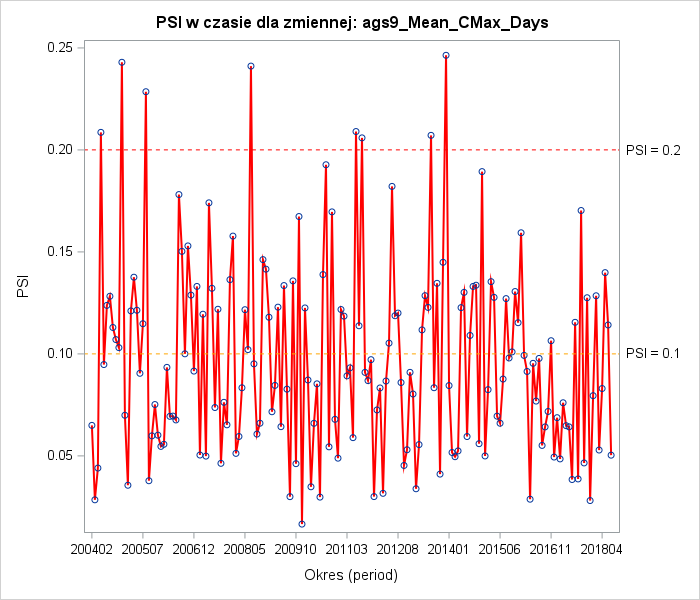 PSI w czasie dla zmiennej: ags9_Mean_CMax_Days
0.25
0.20
0.15
0.10
0.05
PSI
PSI = 0.2
PSI = 0.1
200402 200507 200612 200805 200910 201103 201208 201401 201506 201611 201804
Okres (period)